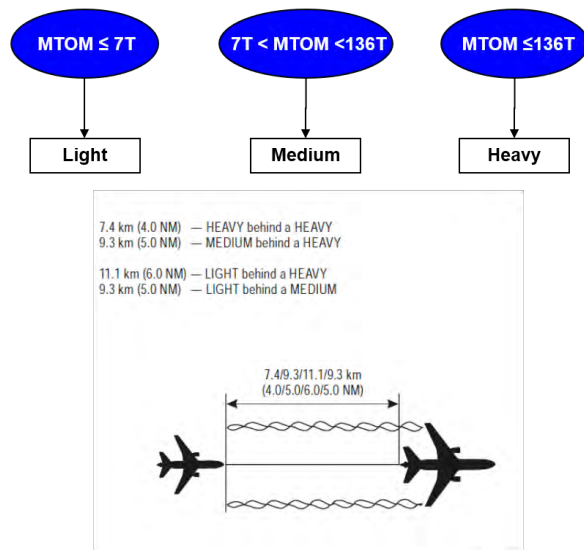 MTOM ≤ 7T
7T < MTOM <136T
MTOM ≤136T
Light
Medium
Heavy
7.4 km (4.0 NM) — HEAVY behind a HEAVY
9.3 km (5.0 NM) — MEDIUM behind a HEAVY
11.1 km (6.0 NM) — LIGHT behind a HEAVY
9.3 km (5.0 NM) — LIGHT behind a MEDIUM
7.4/9.3/11.1/9.3 km
(4.0/5.0/6.0/5.0 NM)